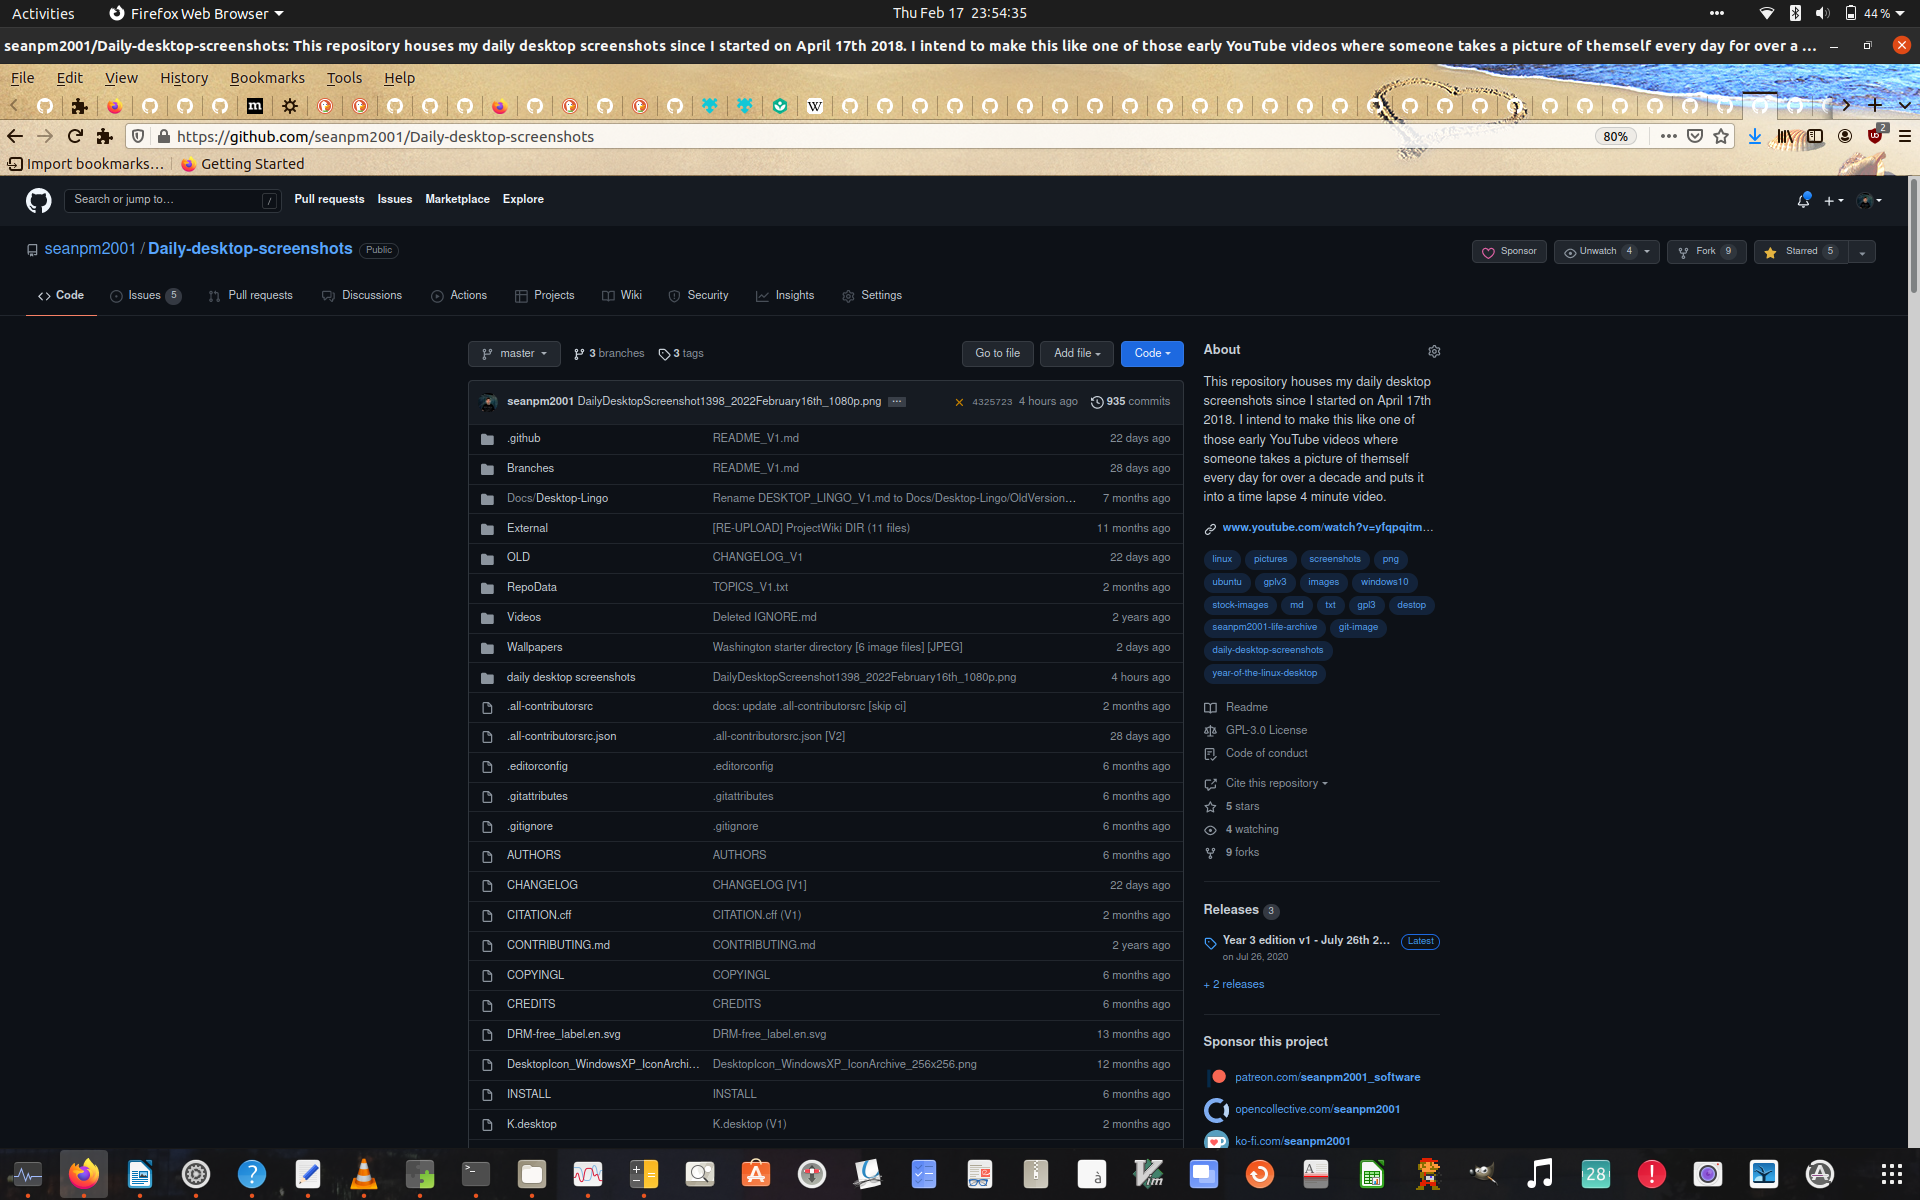 Activities
Firefox Web Browser
Thu Feb 17 23:54:35
44 %
seanpm2001/Daily-desktop-screenshots: This repository houses my daily desktop screenshots since I started on April 17th 2018. I intend to make this like one of those early YouTube videos where someone takes a picture of themself every day for over a ...
File Edit View History Bookmarks Tools Help
https://github.com/seanpm2001/Daily-desktop-screenshots
80%
2
Import bookmarks...
Getting Started
Search or jump to...
/
Pull requests Issues Marketplace Explore
seanpm2001 / Daily-desktop-screenshots Public
Sponsor
Unwatch 4
Fork 9
Starred 5
Code
Issues 5
Pull requests
Discussions
Actions
Projects
Wiki
Security
Insights
Settings
master
3 branches
3 tags
Go to file
Add file
Code
seanpm2001 DailyDesktopScreenshot1398_2022February16th_1080p.png ... 4325723 4 hours ago 935 commits
.github README_V1.md 22 days ago
Branches README_V1.md 28 days ago
Docs/Desktop-Lingo Rename DESKTOP_LINGO_V1.md to Docs/Desktop-Lingo/OldVersion... 7 months ago
External [RE-UPLOAD] ProjectWiki DIR (11 files) 11 months ago
OLD CHANGELOG_V1 22 days ago
RepoData TOPICS_V1.txt 2 months ago
Videos Deleted IGNORE.md 2 years ago
Wallpapers Washington starter directory [6 image files] [JPEG] 2 days ago
daily desktop screenshots DailyDesktopScreenshot1398_2022February16th_1080p.png 4 hours ago
.all-contributorsrc docs: update .all-contributorsrc [skip ci] 2 months ago
.all-contributorsrc.json .all-contributorsrc.json [V2] 28 days ago
.editorconfig .editorconfig 6 months ago
.gitattributes .gitattributes 6 months ago
.gitignore .gitignore 6 months ago
AUTHORS AUTHORS 6 months ago
CHANGELOG CHANGELOG [V1] 22 days ago
CITATION.cff CITATION.cff (V1) 2 months ago
CONTRIBUTING.md CONTRIBUTING.md 2 years ago
COPYINGL COPYINGL 6 months ago
CREDITS CREDITS 6 months ago
DRM-free_label.en.svg DRM-free_label.en.svg 13 months ago
DesktopIcon_WindowsXP_IconArchi... DesktopIcon_WindowsXP_IconArchive_256x256.png 12 months ago
INSTALL INSTALL 6 months ago
K.desktop K.desktop (V1) 2 months ago
About
This repository houses my daily desktop
screenshots since I started on April 17th
2018. I intend to make this like one of
those early YouTube videos where
someone takes a picture of themself
every day for over a decade and puts it
into a time lapse 4 minute video.
www.youtube.com/watch?v=yfqpqitm...
linux pictures screenshots png
ubuntu gplv3 images windows10
stock-images md txt gpl3 destop
seanpm2001-life-archive git-image
daily-desktop-screenshots
year-of-the-linux-desktop
Readme
GPL-3.0 License
Code of conduct
Cite this repository
5 stars
4 watching
9 forks
Releases 3
Year 3 edition v1 - July 26th 2... Latest
on Jul 26, 2020
+ 2 releases
Sponsor this project
patreon.com/seanpm2001_software
opencollective.com/seanpm2001
ko-fi.com/seanpm2001
28